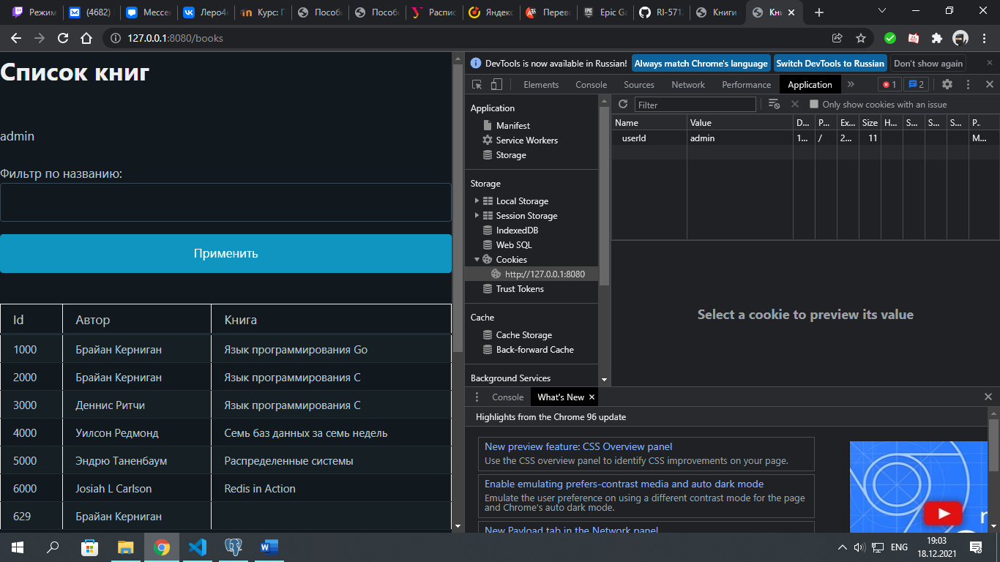 Режим
(4682)
Мессен
Леро4к
Курс: П
Пособи
Пособи
Распис
Яндекс
Перево
Epic Ga
RI-571
Книги
Кни
127.0.0.1:8080/books
Список книг
admin
Фильтр по названию:
Применить
Id Автор Книга
1000 Брайан Керниган Язык программирования Go
2000 Брайан Керниган Язык программирования C
3000 Деннис Ритчи Язык программирования C
4000 Уилсон Редмонд Семь баз данных за семь недель
5000 Эндрю Таненбаум Распределенные системы
6000 Josiah L Carlson Redis in Action
629 Брайан Керниган
DevTools is now available in Russian! Always match Chrome's language Switch DevTools to Russian Don't show again
Elements Console Sources Network Performance Application » 1 2
Application
Manifest
Service Workers
Storage
Storage
Local Storage
Session Storage
IndexedDB
Web SQL
Cookies
http://127.0.0.1:8080
Trust Tokens
Cache
Cache Storage
Back-forward Cache
Background Services
Filter Only show cookies with an issue
Name Value D... P... Ex... Size H... S... S... S... P..
userId admin 1... / 2... 11 M...
Select a cookie to preview its value
Console What's New
Highlights from the Chrome 96 update
New preview feature: CSS Overview panel
Use the CSS overview panel to identify CSS improvements on your page.
Enable emulating prefers-contrast media and auto dark mode
Emulate the user preference on using a different contrast mode for the page
and Chrome's auto dark mode.
New Payload tab in the Network panel
ENG
19:03
18.12.2021